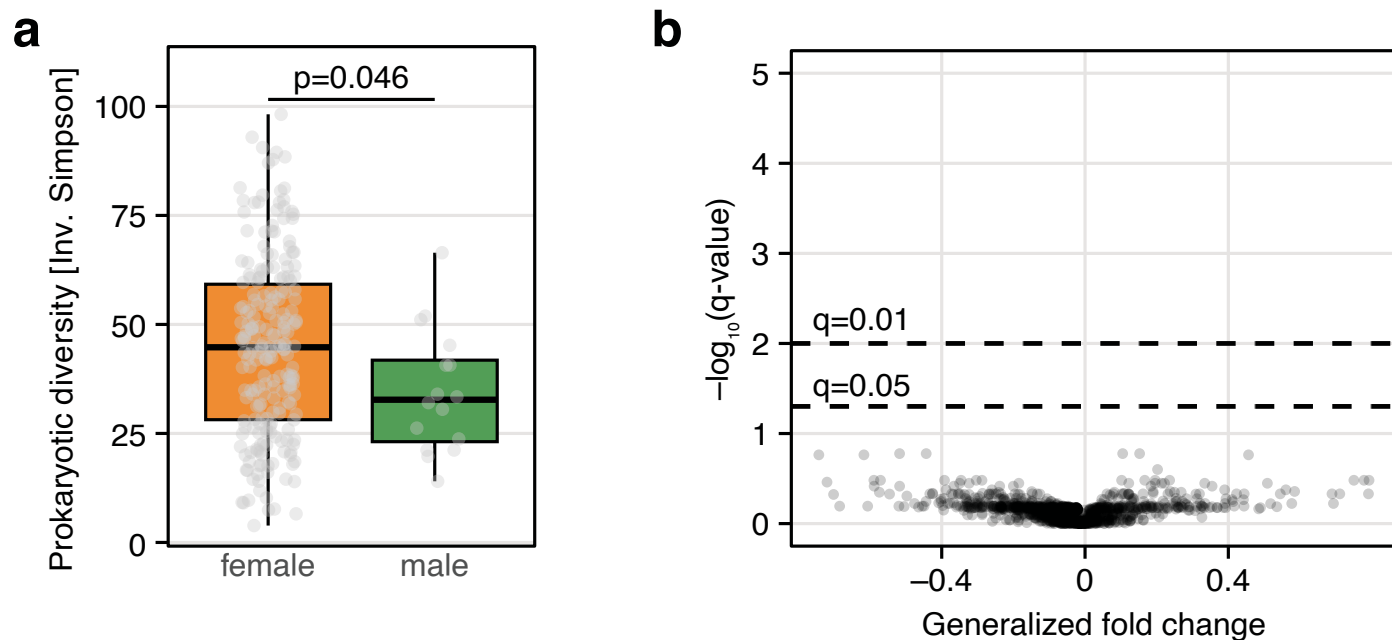 a
Prokaryotic diversity [Inv. Simpson]
p=0.046
100
75
50
25
0
female male
b
–log₁₀(q-value)
5
4
3
q=0.01
2
q=0.05
1
0
–0.4 0 0.4
Generalized fold change